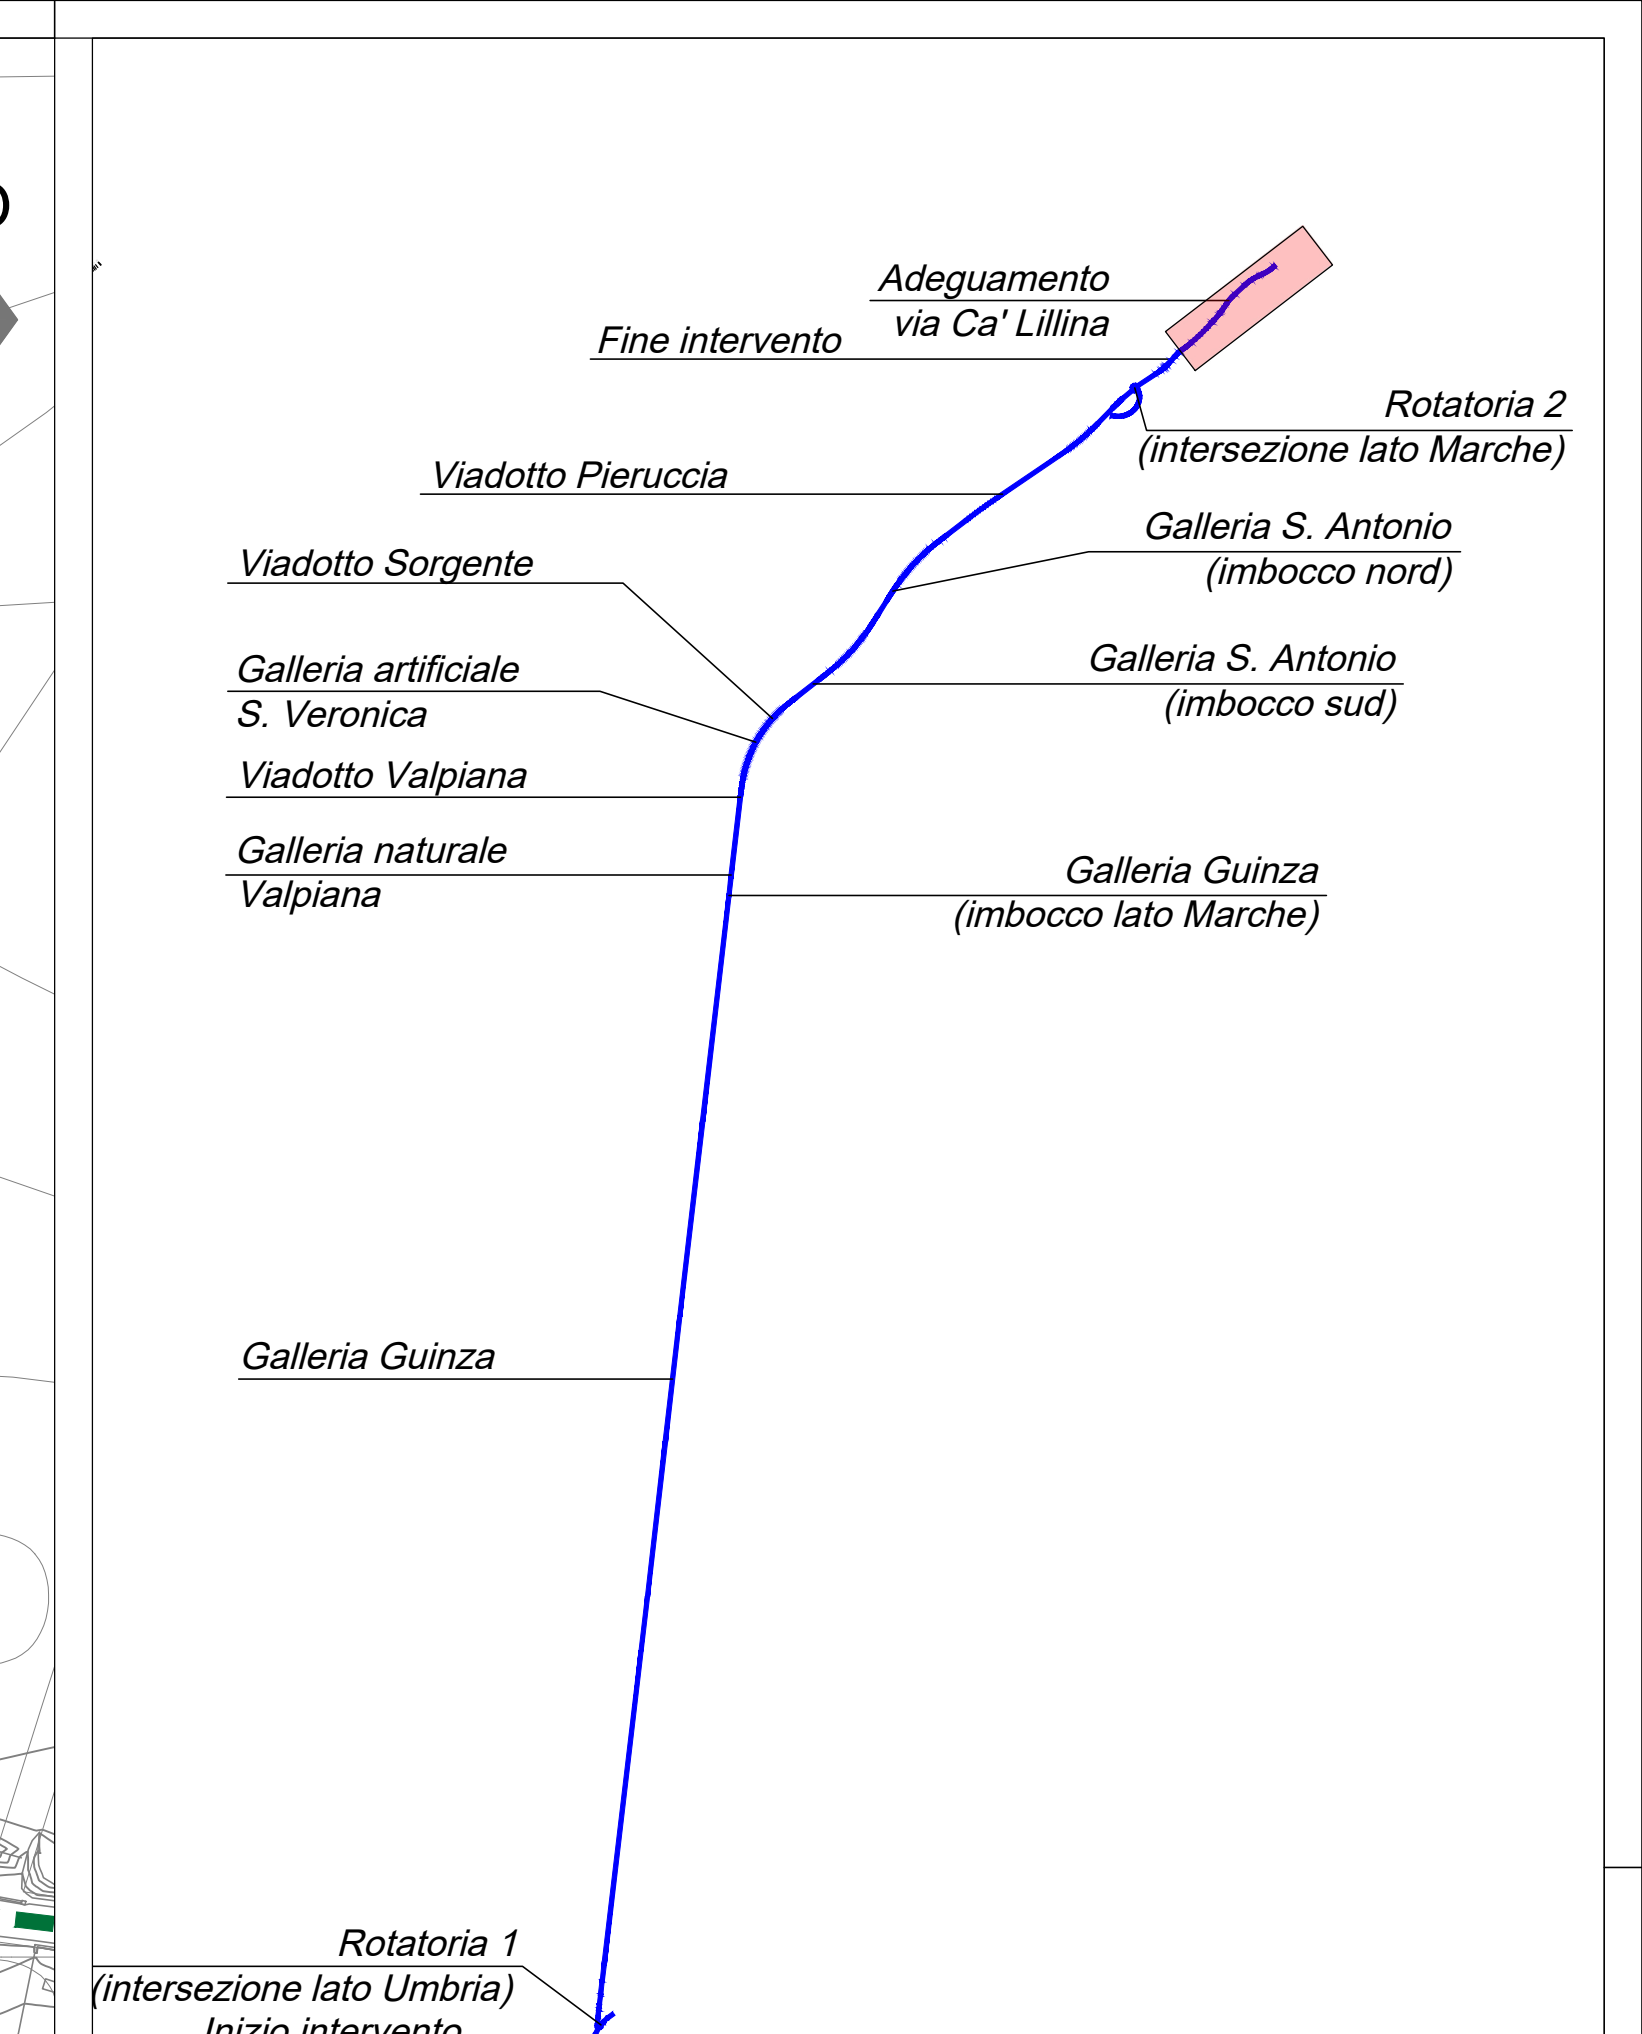 Adeguamento
via Ca' Lillina
Fine intervento
Rotatoria 2
(intersezione lato Marche)
Viadotto Pieruccia
Galleria S. Antonio
(imbocco nord)
Viadotto Sorgente
Galleria S. Antonio
(imbocco sud)
Galleria artificiale
S. Veronica
Viadotto Valpiana
Galleria naturale
Valpiana
Galleria Guinza
(imbocco lato Marche)
Galleria Guinza
Rotatoria 1
(intersezione lato Umbria)
Inizio intervento